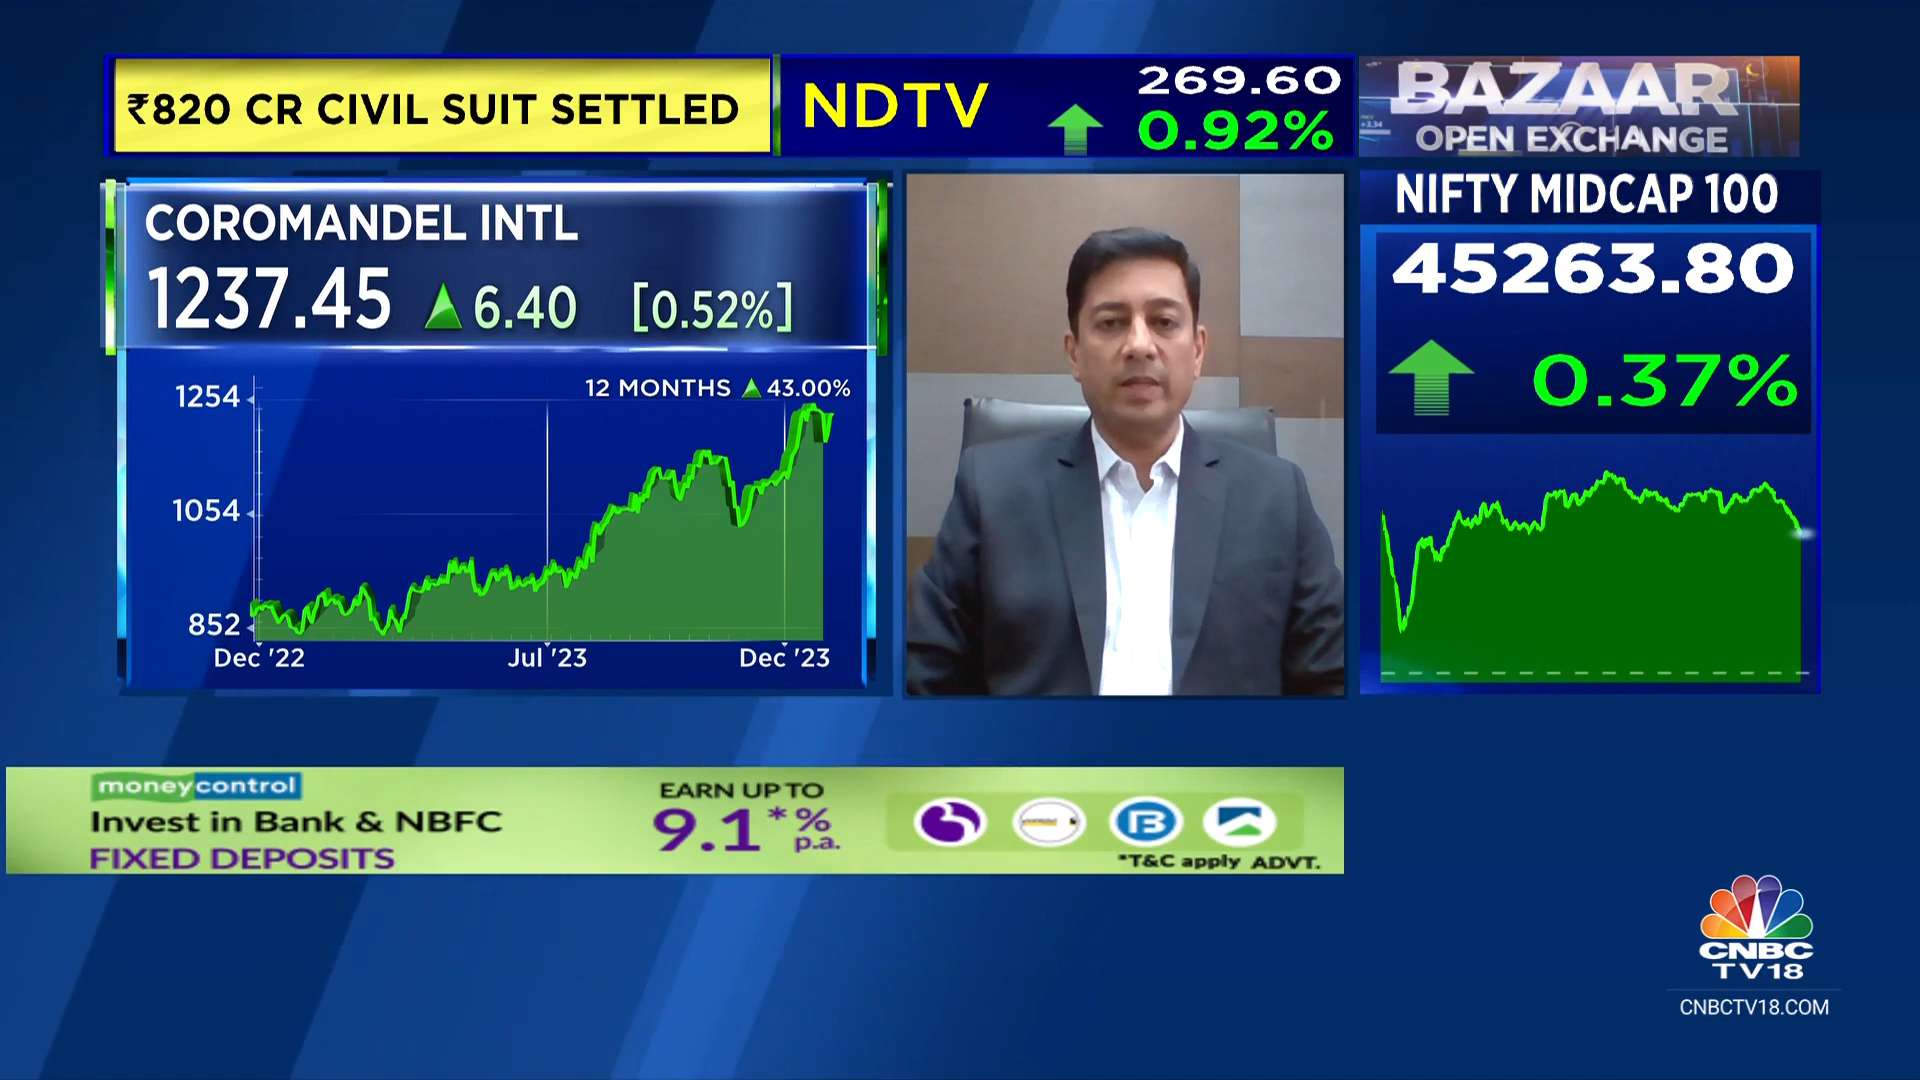 ₹820 CR CIVIL SUIT SETTLED
NDTV
269.60
0.92%
BAZAAR
OPEN EXCHANGE
COROMANDEL INTL
1237.45 6.40 [0.52%]
12 MONTHS 43.00%
1254
1054
852
Dec '22 Jul '23 Dec '23
NIFTY MIDCAP 100
45263.80
0.37%
moneycontrol
Invest in Bank & NBFC
FIXED DEPOSITS
EARN UP TO
9.1*%
p.a.
*T&C apply ADVT.
CNBC
TV18
CNBCTV18.COM